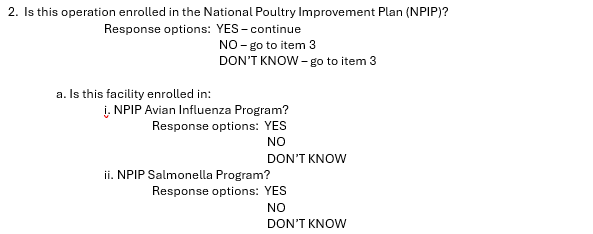 2. Is this operation enrolled in the National Poultry Improvement Plan (NPIP)?
Response options: YES – continue
NO – go to item 3
DON'T KNOW – go to item 3
a. Is this facility enrolled in:
i. NPIP Avian Influenza Program?
Response options: YES
NO
DON'T KNOW
ii. NPIP Salmonella Program?
Response options: YES
NO
DON'T KNOW